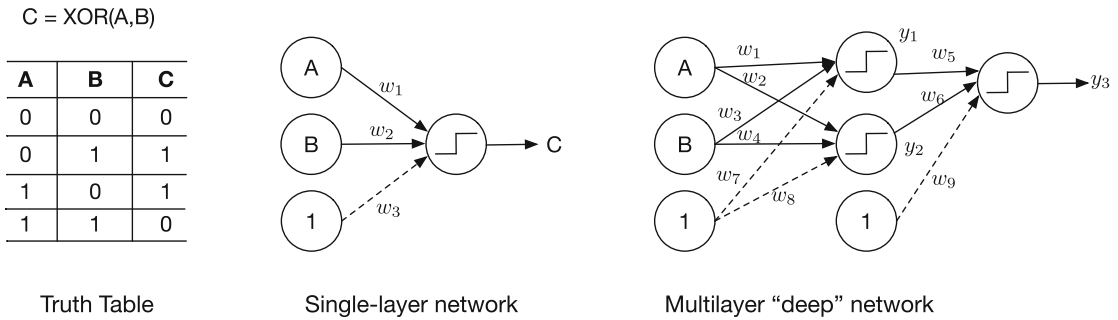 C = XOR(A,B)
A B C
0 0 0
0 1 1
1 0 1
1 1 0
Truth Table
A
B
1
w₁
w₂
w₃
C
Single-layer network
A
B
1
w₁
w₂
w₃
w₄
w₇
w₈
y₁
y₂
1
w₅
w₆
w₉
y₃
Multilayer “deep” network